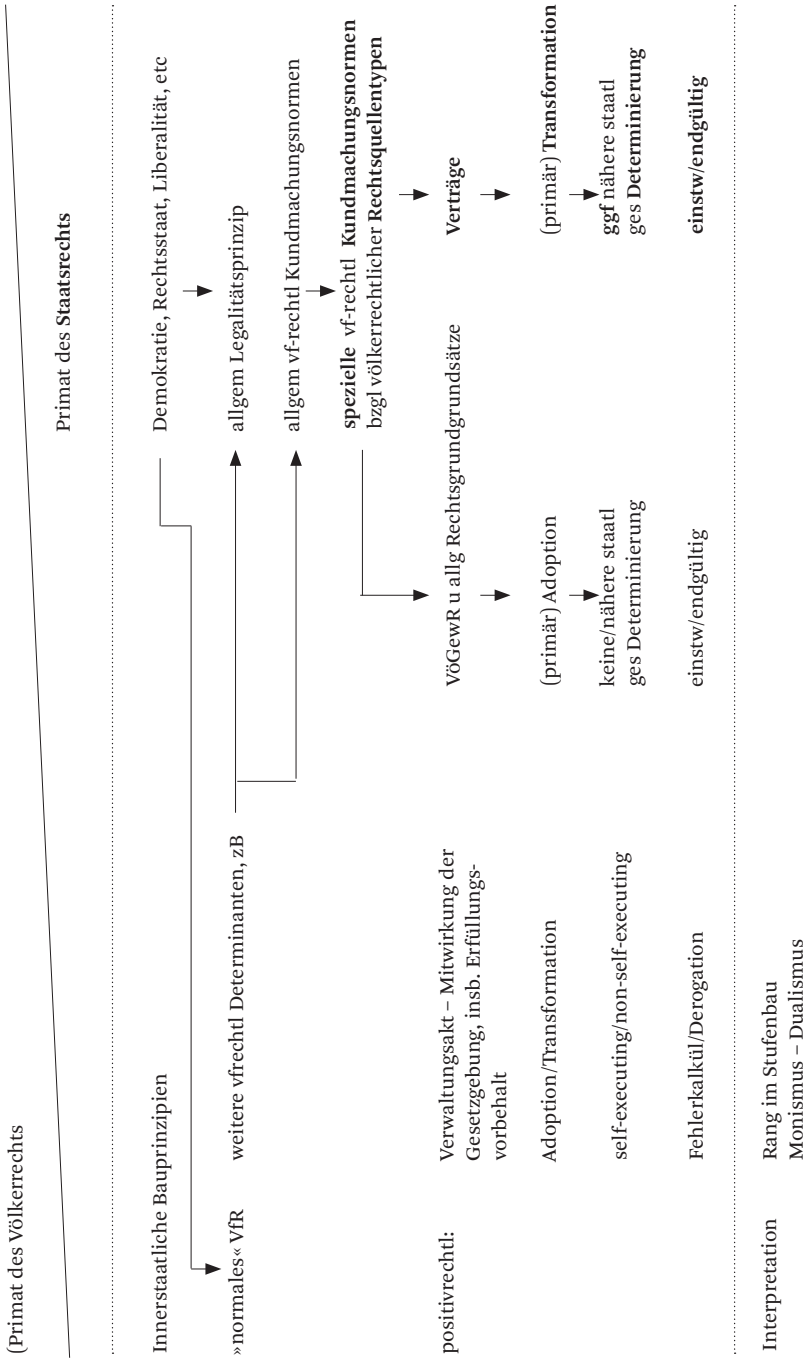 (Primat des Völkerrechts
Primat des Staatsrechts
Innerstaatliche Bauprinzipien
Demokratie, Rechtsstaat, Liberalität, etc
»normales« VfR
weitere vfrechtl Determinanten, zB
allgem Legalitätsprinzip
allgem vf-rechtl Kundmachungsnormen
spezielle vf-rechtl Kundmachungsnormen
bzgl völkerrechtlicher Rechtsquellentypen
positivrechtl:
Verwaltungsakt – Mitwirkung der
Gesetzgebung, insb. Erfüllungs-
vorbehalt
VöGewR u allg Rechtsgrundgrundsätze
Verträge
Adoption/Transformation
(primär) Adoption
(primär) Transformation
self-executing/non-self-executing
keine/nähere staatl
ges Determinierung
ggf nähere staatl
ges Determinierung
Fehlerkalkül/Derogation
einstw/endgültig
einstw/endgültig
Interpretation
Rang im Stufenbau
Monismus – Dualismus